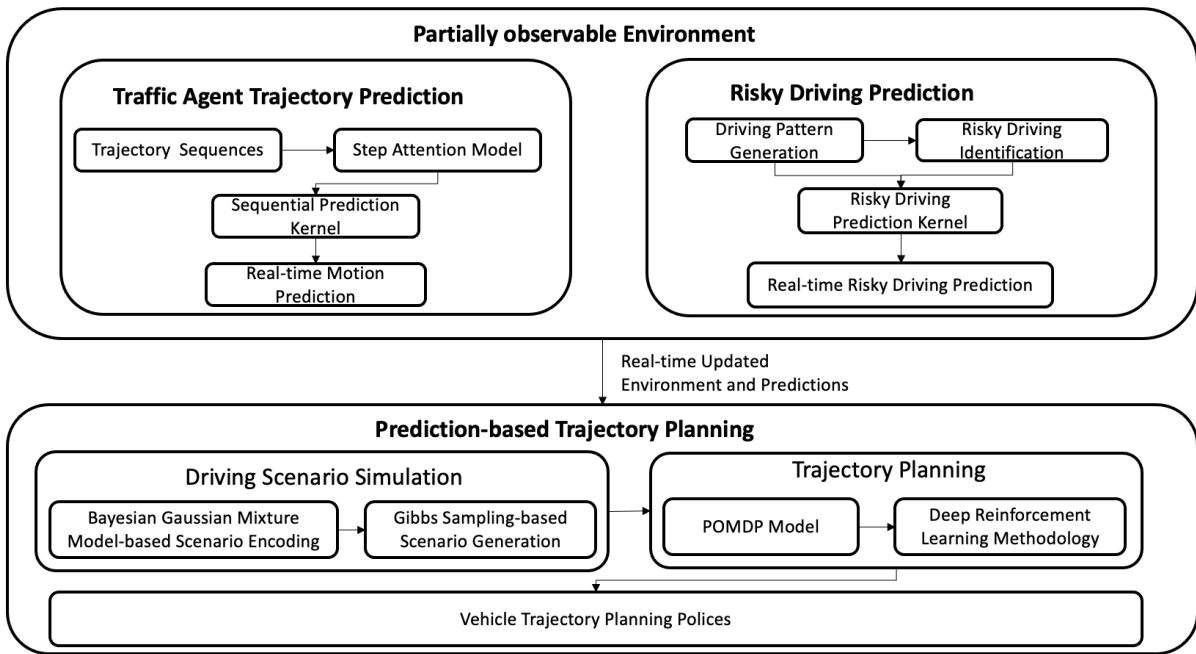 Partially observable Environment
Traffic Agent Trajectory Prediction
Trajectory Sequences
Step Attention Model
Sequential Prediction
Kernel
Real-time Motion
Prediction
Risky Driving Prediction
Driving Pattern
Generation
Risky Driving
Identification
Risky Driving
Prediction Kernel
Real-time Risky Driving Prediction
Real-time Updated
Environment and Predictions
Prediction-based Trajectory Planning
Driving Scenario Simulation
Bayesian Gaussian Mixture
Model-based Scenario Encoding
Gibbs Sampling-based
Scenario Generation
Trajectory Planning
POMDP Model
Deep Reinforcement
Learning Methodology
Vehicle Trajectory Planning Polices